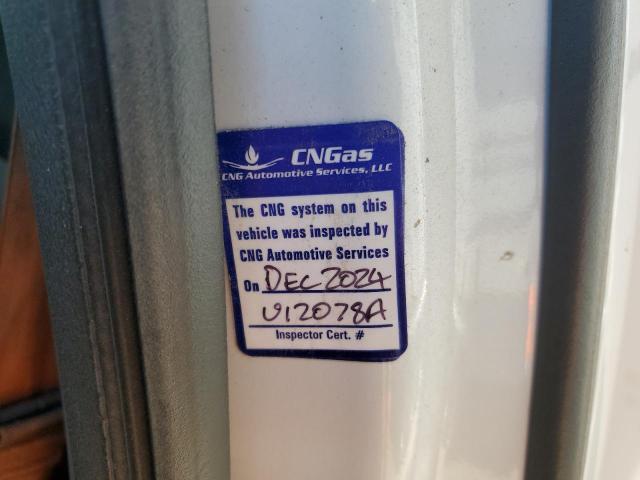 CNGas
CNG Automotive Services, LLC
The CNG system on this
vehicle was inspected by
CNG Automotive Services
On DEC 2024
U12078A
Inspector Cert. #